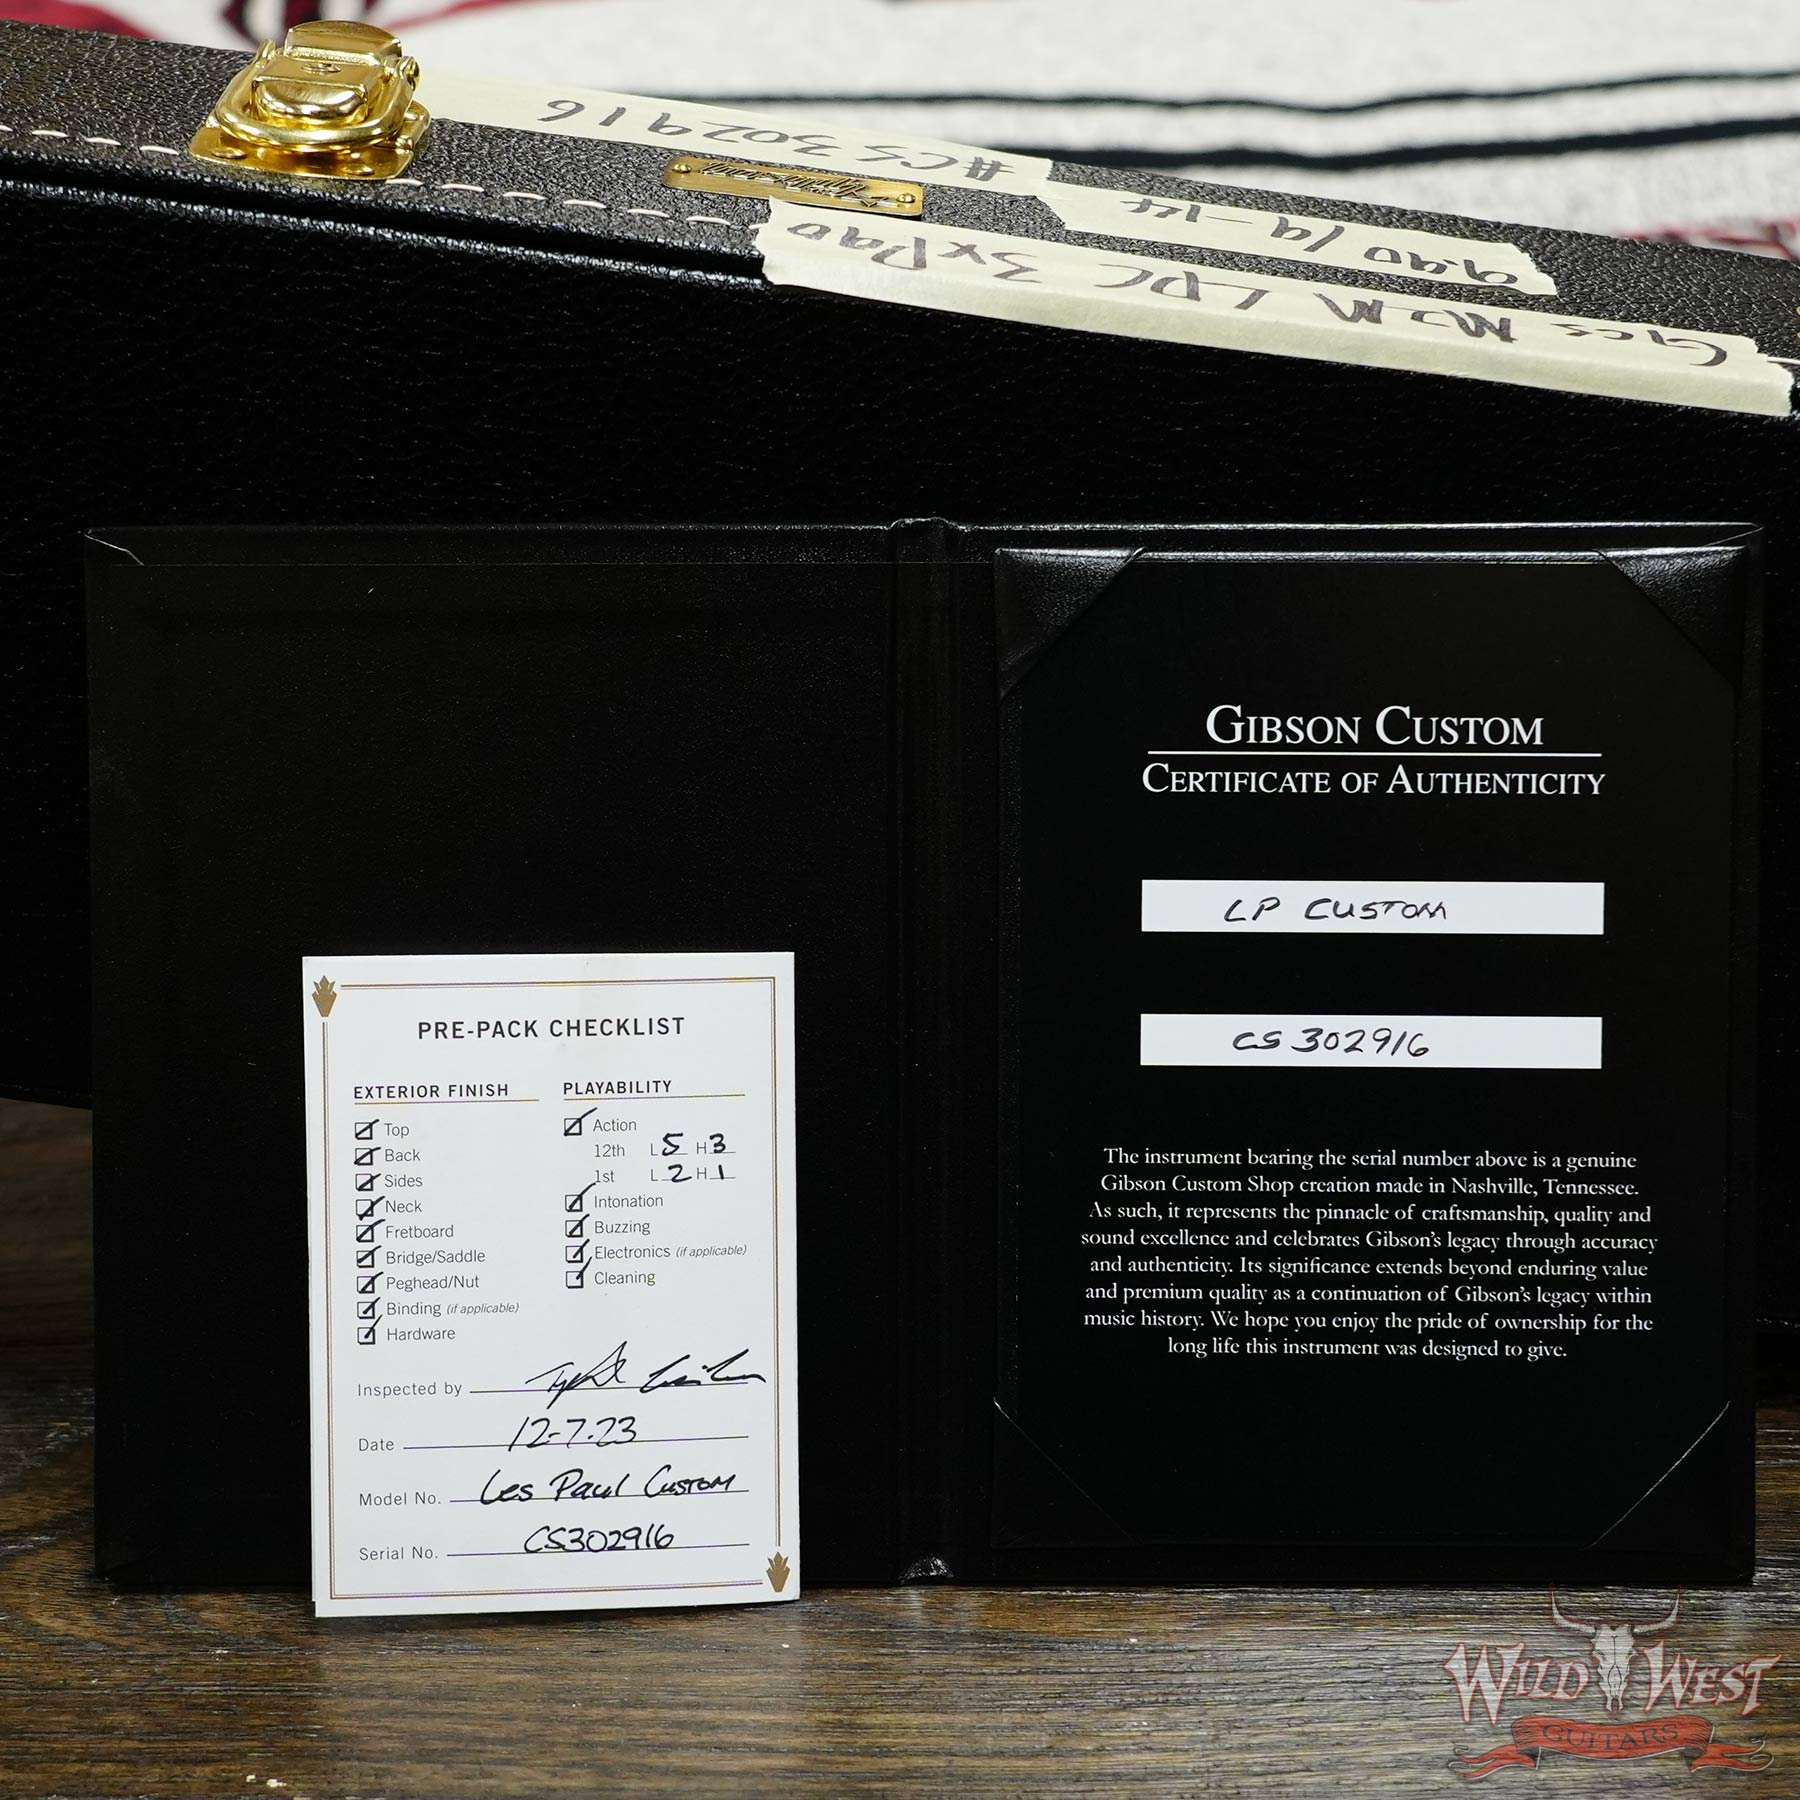 #CS 302916
9.90 / 9-14
GCS M2M LPC 3xPao
GIBSON CUSTOM
CERTIFICATE OF AUTHENTICITY
LP CUSTOM
CS 302916
The instrument bearing the serial number above is a genuine
Gibson Custom Shop creation made in Nashville, Tennessee.
As such, it represents the pinnacle of craftsmanship, quality and
sound excellence and celebrates Gibson's legacy through accuracy
and authenticity. Its significance extends beyond enduring value
and premium quality as a continuation of Gibson's legacy within
music history. We hope you enjoy the pride of ownership for the
long life this instrument was designed to give.
PRE-PACK CHECKLIST
EXTERIOR FINISH
Top
Back
Sides
Neck
Fretboard
Bridge/Saddle
Peghead/Nut
Binding (if applicable)
Hardware
PLAYABILITY
Action
12th L 5 H 3
1st L 2 H 1
Intonation
Buzzing
Electronics (if applicable)
Cleaning
Inspected by
Date 12-7-23
Model No. Les Paul Custom
Serial No. CS302916
WILD WEST
GUITARS